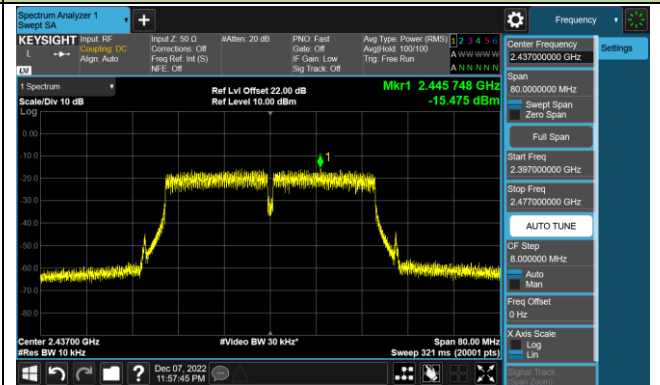 Spectrum Analyzer 1
Swept SA
+
Frequency
KEYSIGHT
L
LXI
Input: RF
Coupling: DC
Align: Auto
Input Z: 50 Ω
Corrections: Off
Freq Ref: Int (S)
NFE: Off
#Atten: 20 dB
PNO: Fast
Gate: Off
IF Gain: Low
Sig Track: Off
Avg Type: Power (RMS)
Avg|Hold: 100/100
Trig: Free Run
1 2 3 4 5 6
A W W W W W
A N N N N N
1 Spectrum
Scale/Div 10 dB
Log
Ref Lvl Offset 22.00 dB
Ref Level 10.00 dBm
Mkr1 2.445 748 GHz
-15.475 dBm
0.00
-10.0
-20.0
-30.0
-40.0
-50.0
-60.0
-70.0
-80.0
1
Center 2.43700 GHz
#Res BW 10 kHz
#Video BW 30 kHz*
Span 80.00 MHz
Sweep 321 ms (20001 pts)
?
Dec 07, 2022
11:57:45 PM
Center Frequency
2.437000000 GHz
Settings
Span
80.0000000 MHz
Swept Span
Zero Span
Full Span
Start Freq
2.397000000 GHz
Stop Freq
2.477000000 GHz
AUTO TUNE
CF Step
8.000000 MHz
Auto
Man
Freq Offset
0 Hz
X Axis Scale
Log
Lin
Signal Track
(Span Zoom)